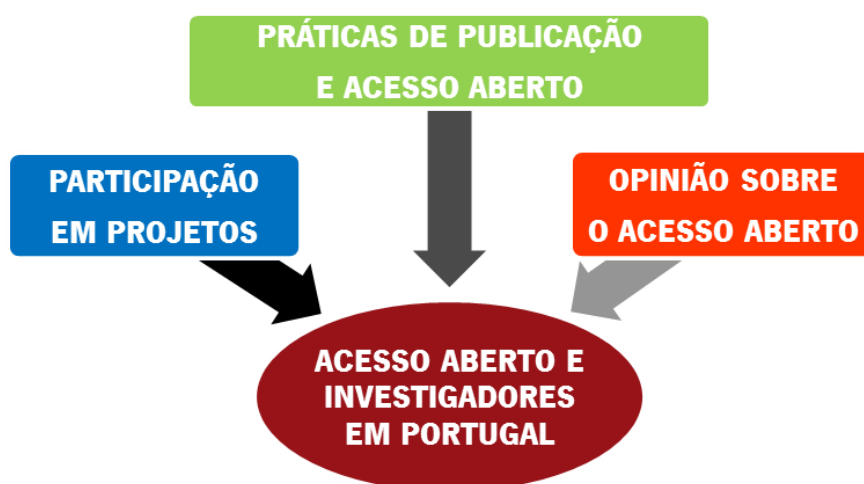 PRÁTICAS DE PUBLICAÇÃO
E ACESSO ABERTO
PARTICIPAÇÃO
EM PROJETOS
OPINIÃO SOBRE
O ACESSO ABERTO
ACESSO ABERTO E
INVESTIGADORES
EM PORTUGAL